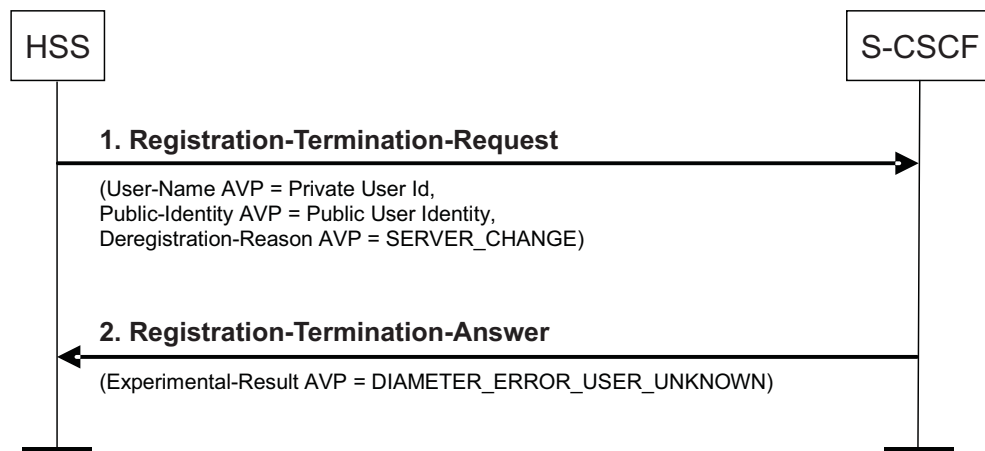 HSS
S-CSCF
1. Registration-Termination-Request
(User-Name AVP = Private User Id,
Public-Identity AVP = Public User Identity,
Deregistration-Reason AVP = SERVER_CHANGE)
2. Registration-Termination-Answer
(Experimental-Result AVP = DIAMETER_ERROR_USER_UNKNOWN)